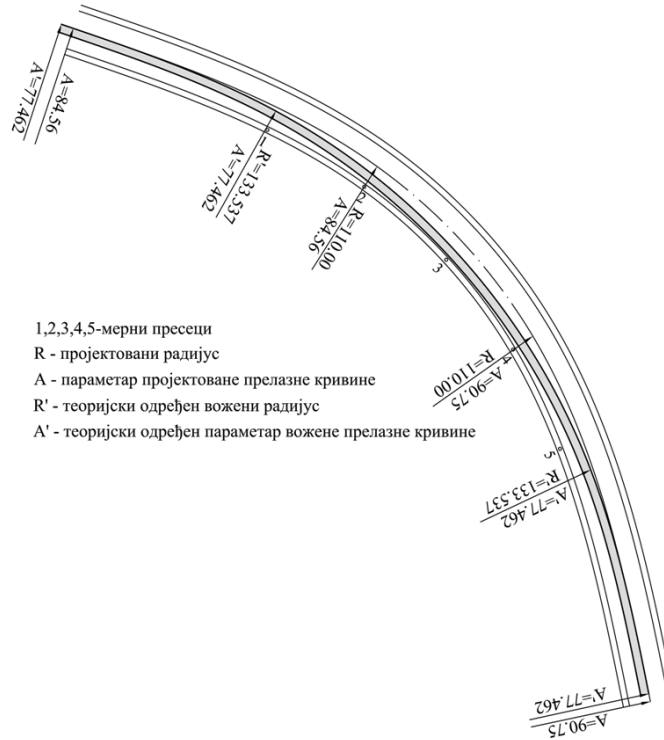 A'=77.462
A=84.56
1
R'=133.537
A'=77.462
2
R=110.00
A=84.56
3
4
A=90.75
R=110.00
5
A'=77.462
R'=133.537
A'=77.462
A=90.75
1,2,3,4,5-мерни пресеци
R - пројектовани радијус
A - параметар пројектоване прелазне кривине
R' - теоријски одређен вожени радијус
A' - теоријски одређен параметар вожене прелазне кривине